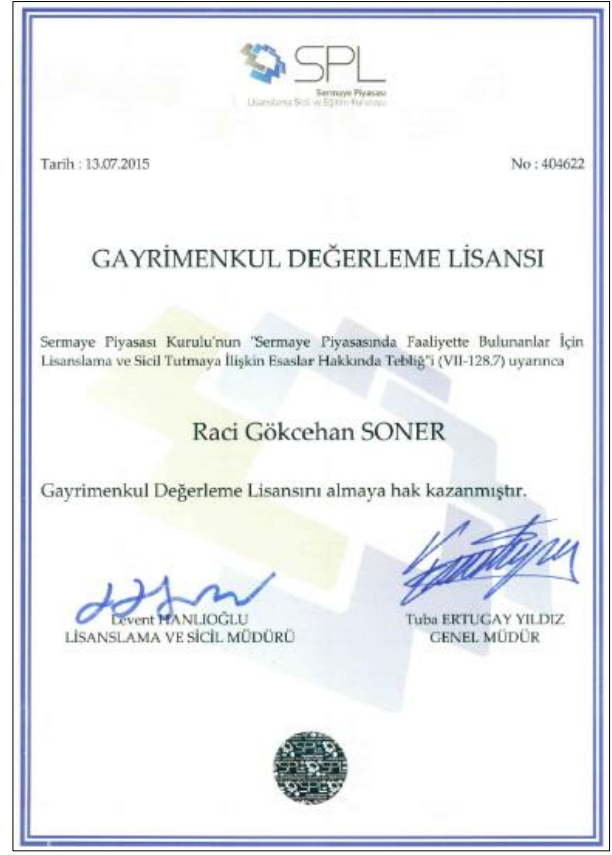 SPL
Sermaye Piyasası
Lisanslama Sicil ve Eğitim Kuruluşu
Tarih : 13.07.2015
No : 404622
GAYRİMENKUL DEĞERLEME LİSANSI
Sermaye Piyasası Kurulu'nun "Sermaye Piyasasında Faaliyette Bulunanlar İçin
Lisanslama ve Sicil Tutmaya İlişkin Esaslar Hakkında Tebliğ"i (VII-128.7) uyarınca
Raci Gökcehan SONER
Gayrimenkul Değerleme Lisansını almaya hak kazanmıştır.
Levent HANLIOĞLU
LİSANSLAMA VE SİCİL MÜDÜRÜ
Tuba ERTUGAY YILDIZ
GENEL MÜDÜR